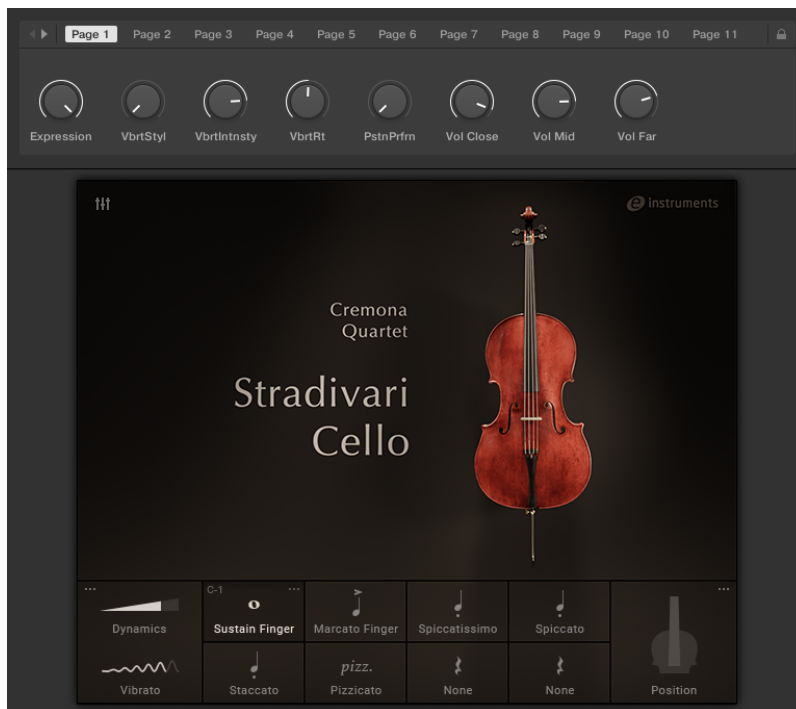 Page 1 Page 2 Page 3 Page 4 Page 5 Page 6 Page 7 Page 8 Page 9 Page 10 Page 11
Expression VbrtStyl VbrtIntnsty VbrtRt PstnPrfrn Vol Close Vol Mid Vol Far
e instruments
Cremona
Quartet
Stradivari
Cello
C-1
Dynamics Sustain Finger Marcato Finger Spiccatissimo Spiccato
pizz.
Vibrato Staccato Pizzicato None None Position